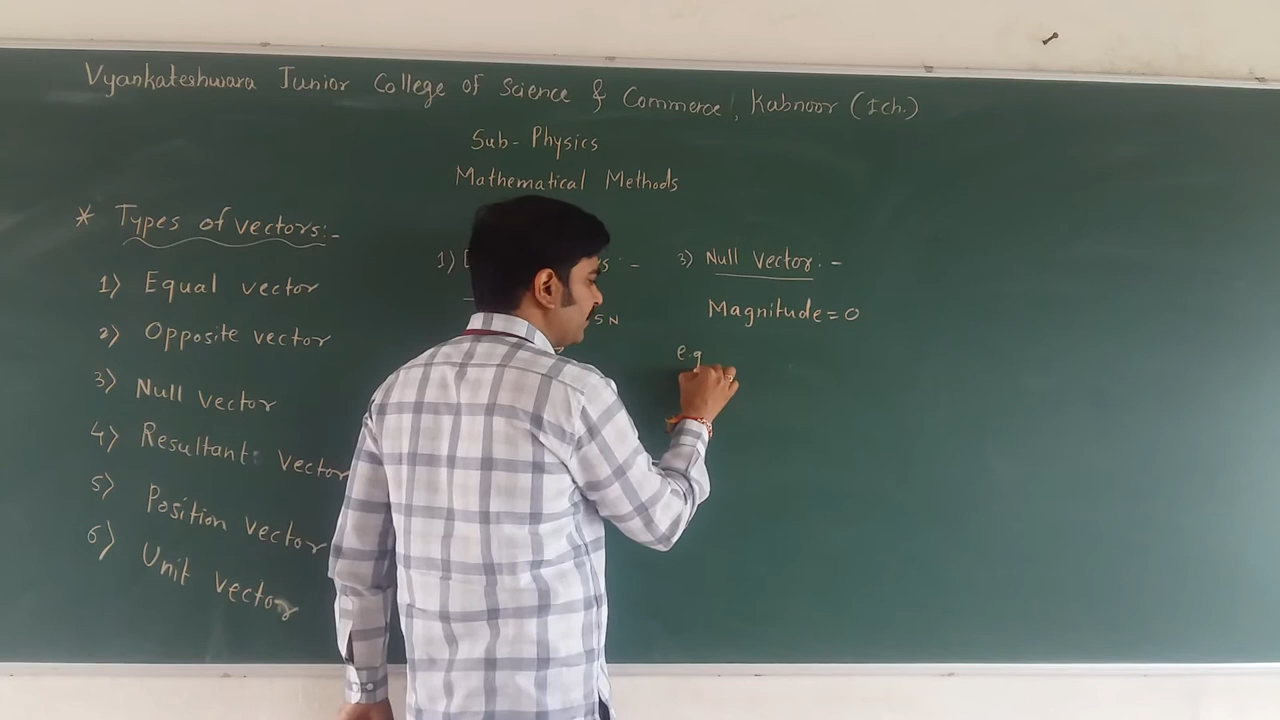 Vyankateshwara Junior College of Science & Commerce, Kabnoor (Ich.)
Sub- Physics
Mathematical Methods
* Types of vectors:-
1) Equal vector
2) Opposite vector
3) Null vector
4) Resultant vector
5) Position vector
6) Unit vector
1)
5 N
3) Null Vector:-
Magnitude = 0
e.g